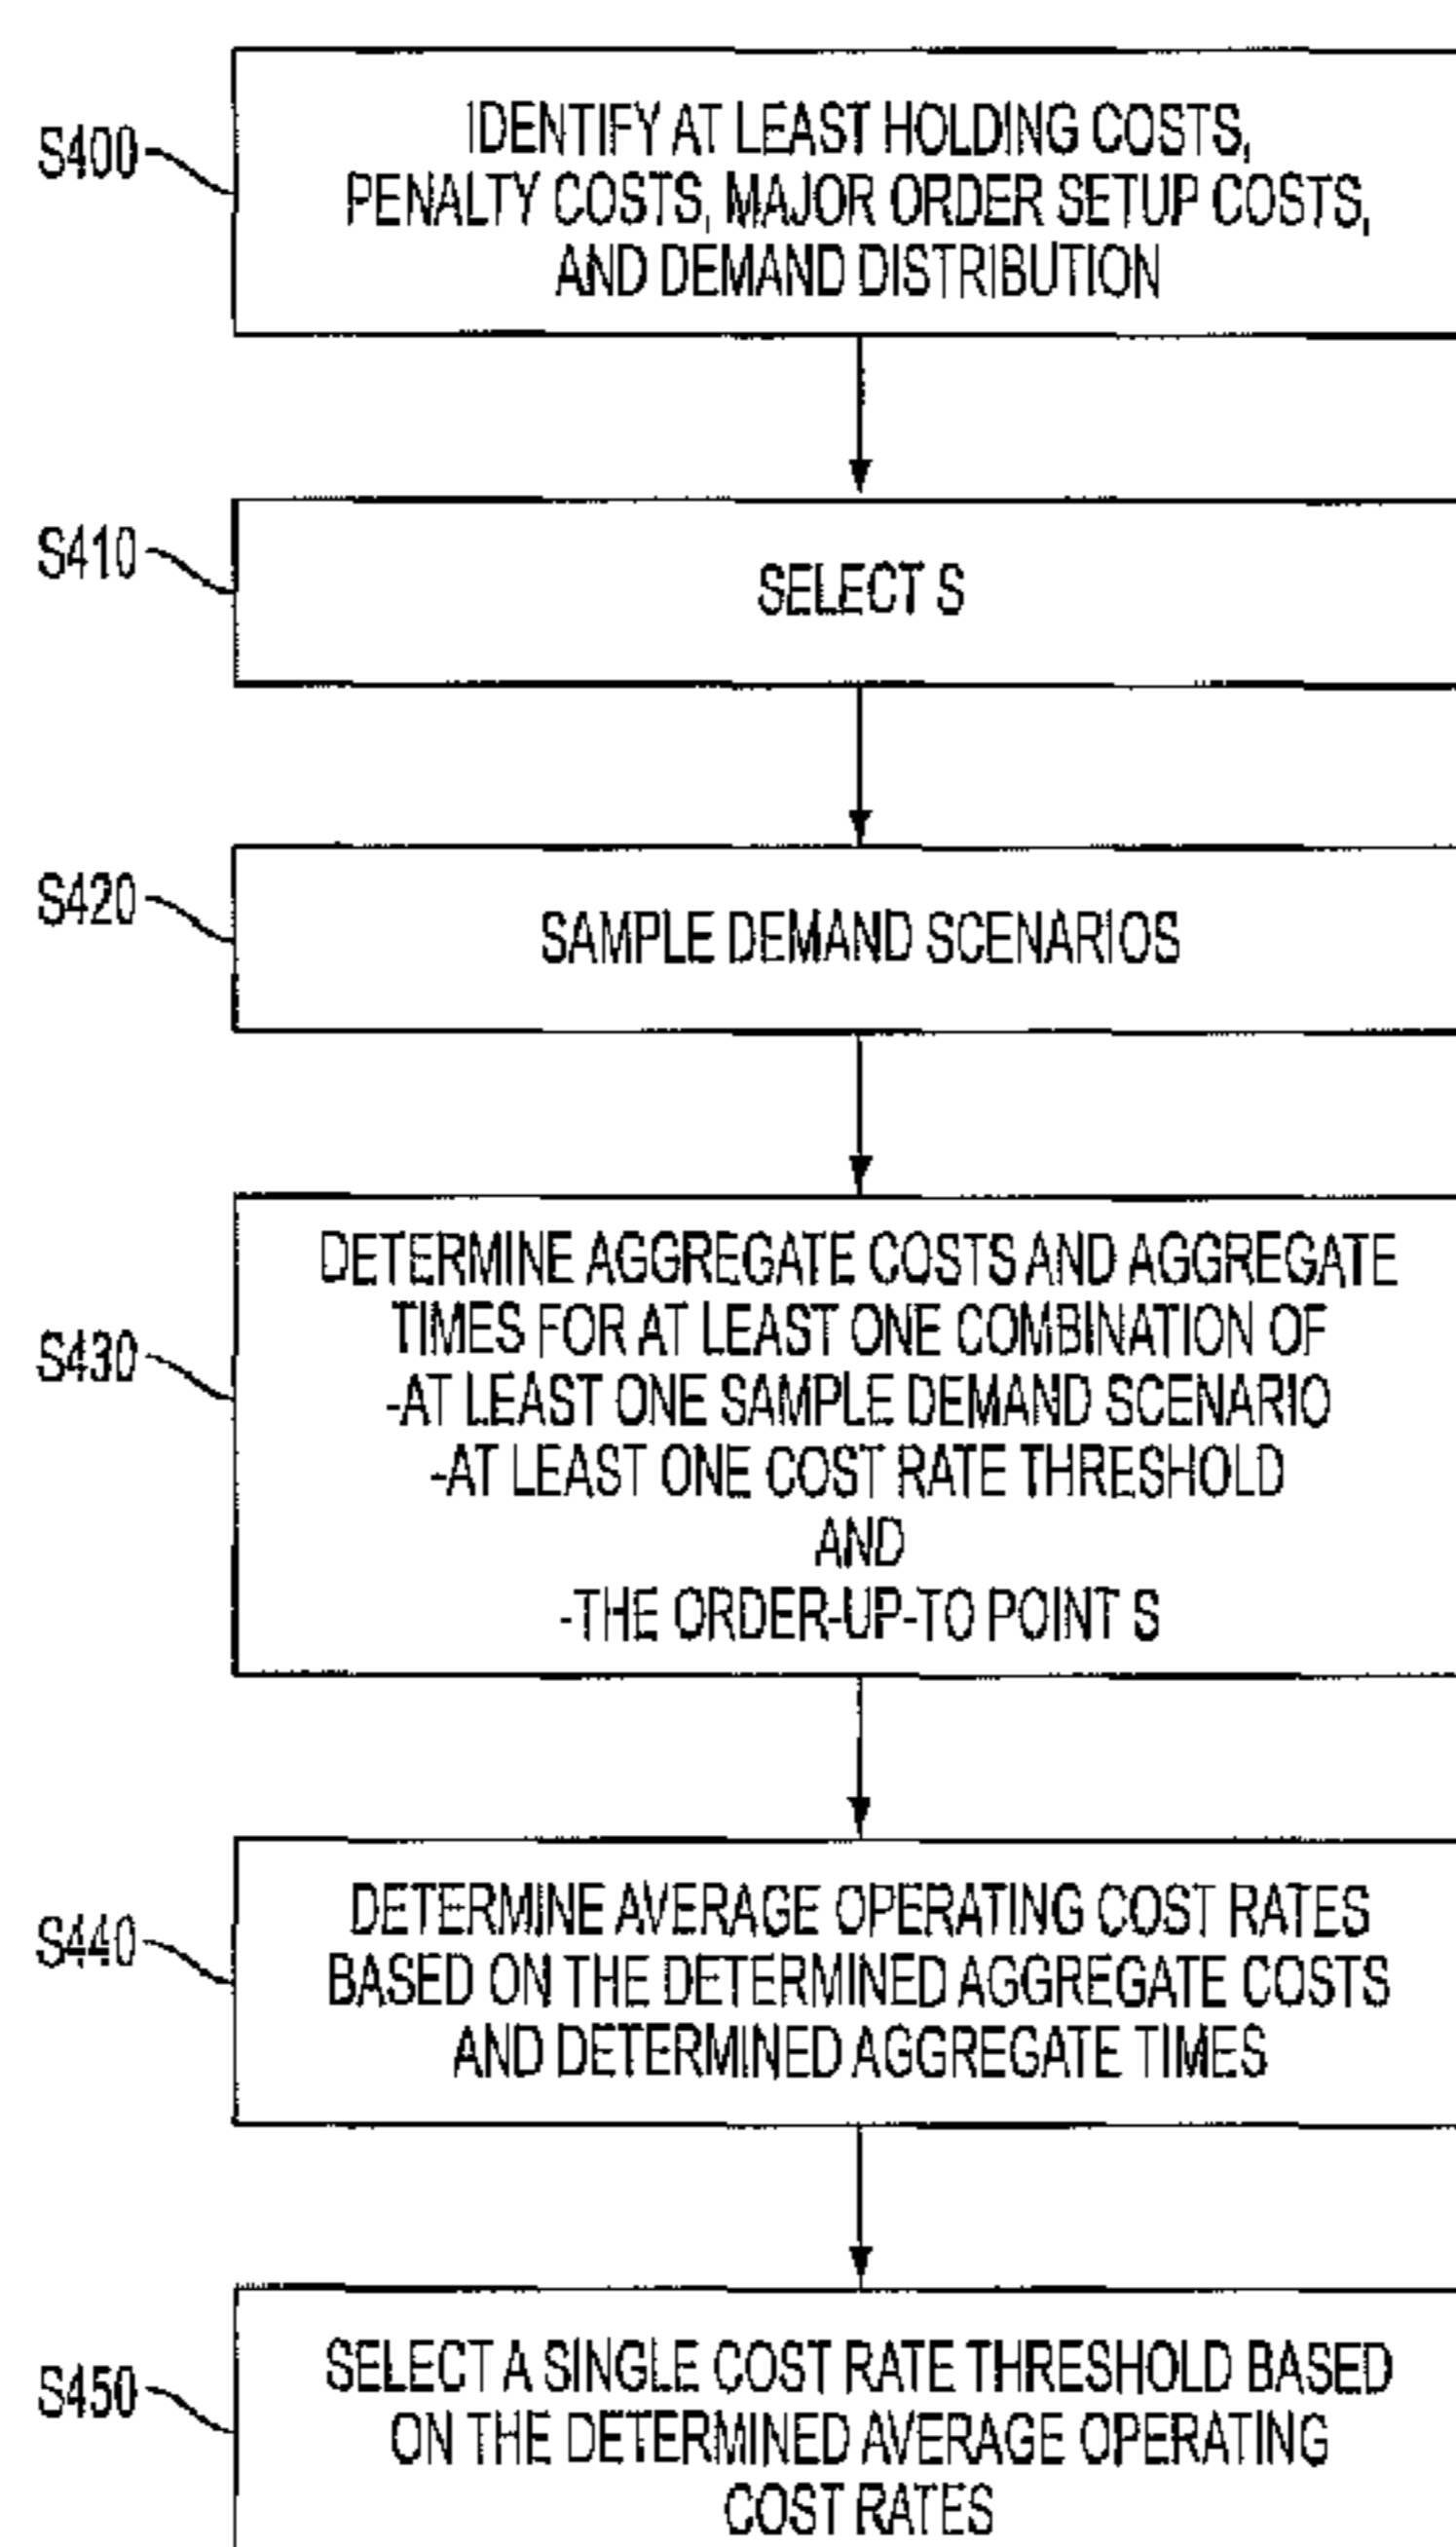 S400
IDENTIFY AT LEAST HOLDING COSTS,
PENALTY COSTS, MAJOR ORDER SETUP COSTS,
AND DEMAND DISTRIBUTION
S410
SELECT S
S420
SAMPLE DEMAND SCENARIOS
S430
DETERMINE AGGREGATE COSTS AND AGGREGATE
TIMES FOR AT LEAST ONE COMBINATION OF
-AT LEAST ONE SAMPLE DEMAND SCENARIO
-AT LEAST ONE COST RATE THRESHOLD
AND
-THE ORDER-UP-TO POINT S
S440
DETERMINE AVERAGE OPERATING COST RATES
BASED ON THE DETERMINED AGGREGATE COSTS
AND DETERMINED AGGREGATE TIMES
S450
SELECT A SINGLE COST RATE THRESHOLD BASED
ON THE DETERMINED AVERAGE OPERATING
COST RATES